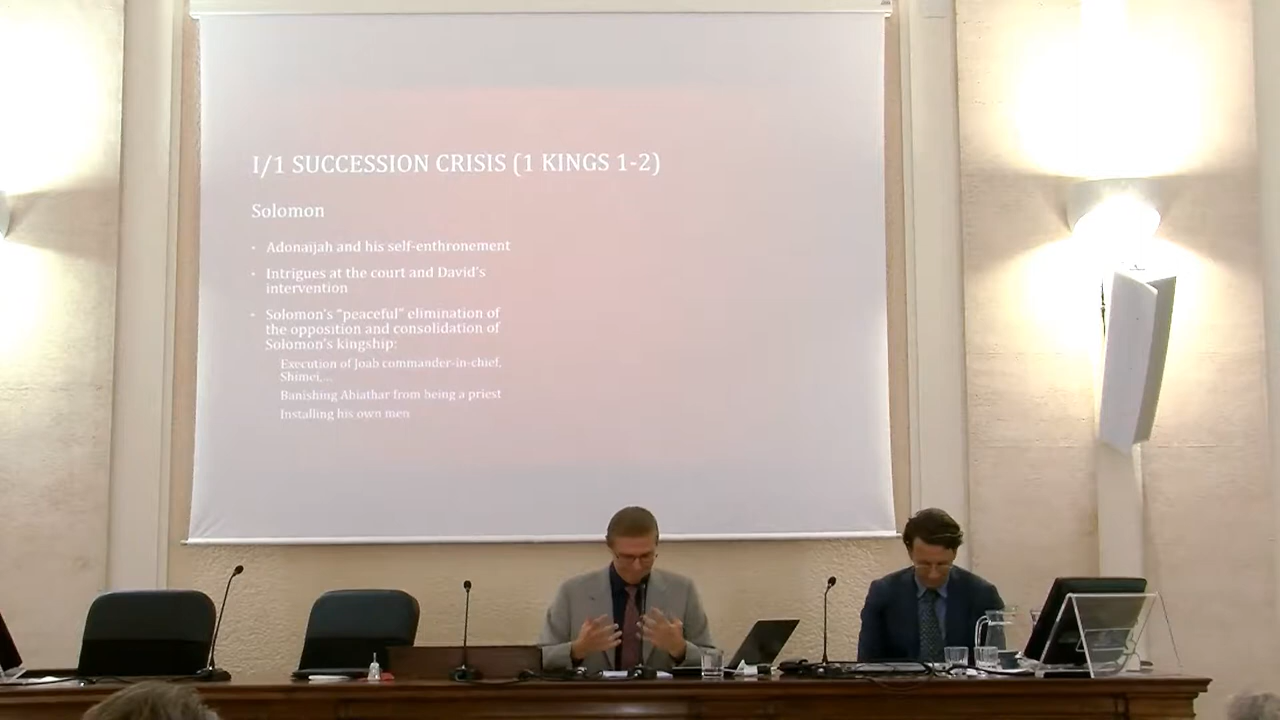 I/1 SUCCESSION CRISIS (1 KINGS 1-2)
Solomon
· Adonaijah and his self-enthronement
· Intrigues at the court and David's
intervention
· Solomon's "peaceful" elimination of
the opposition and consolidation of
Solomon's kingship:
Execution of Joab commander-in-chief,
Shimei,...
Banishing Abiathar from being a priest
Installing his own men